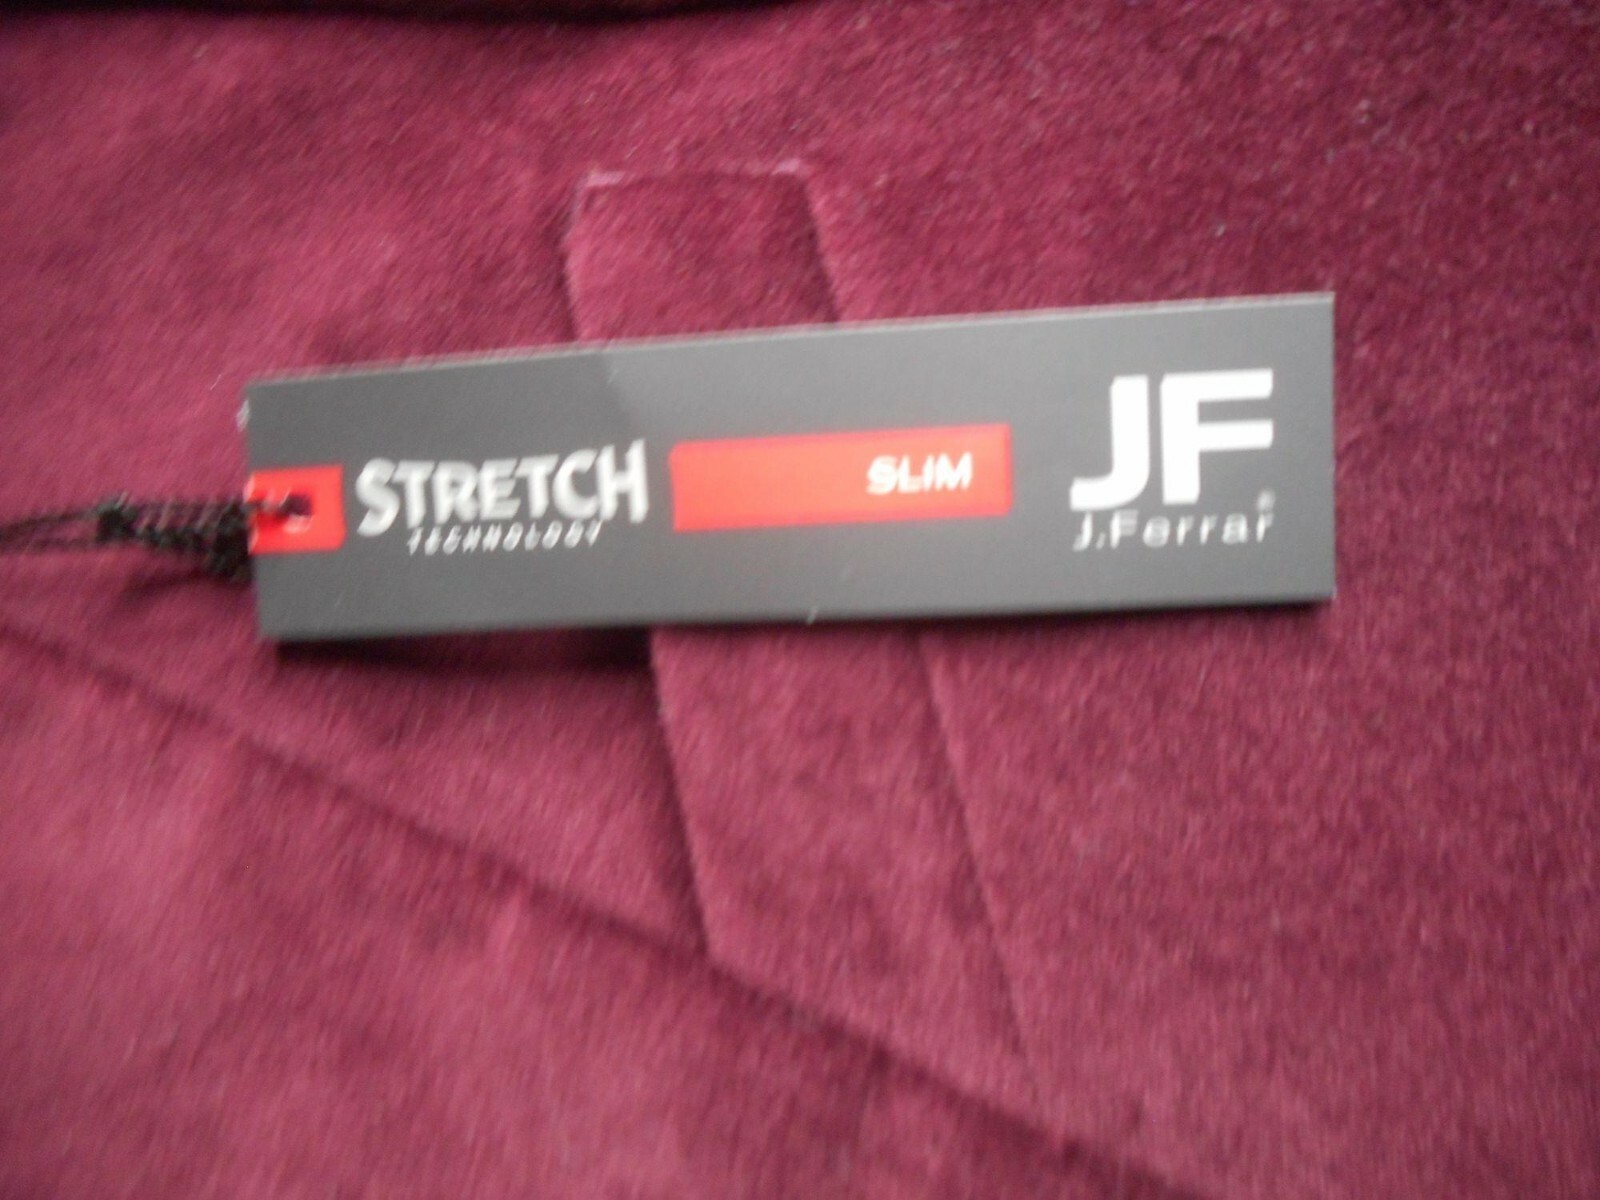 STRETCH
TECHNOLOGY
SLIM
JF
J.Ferrar®